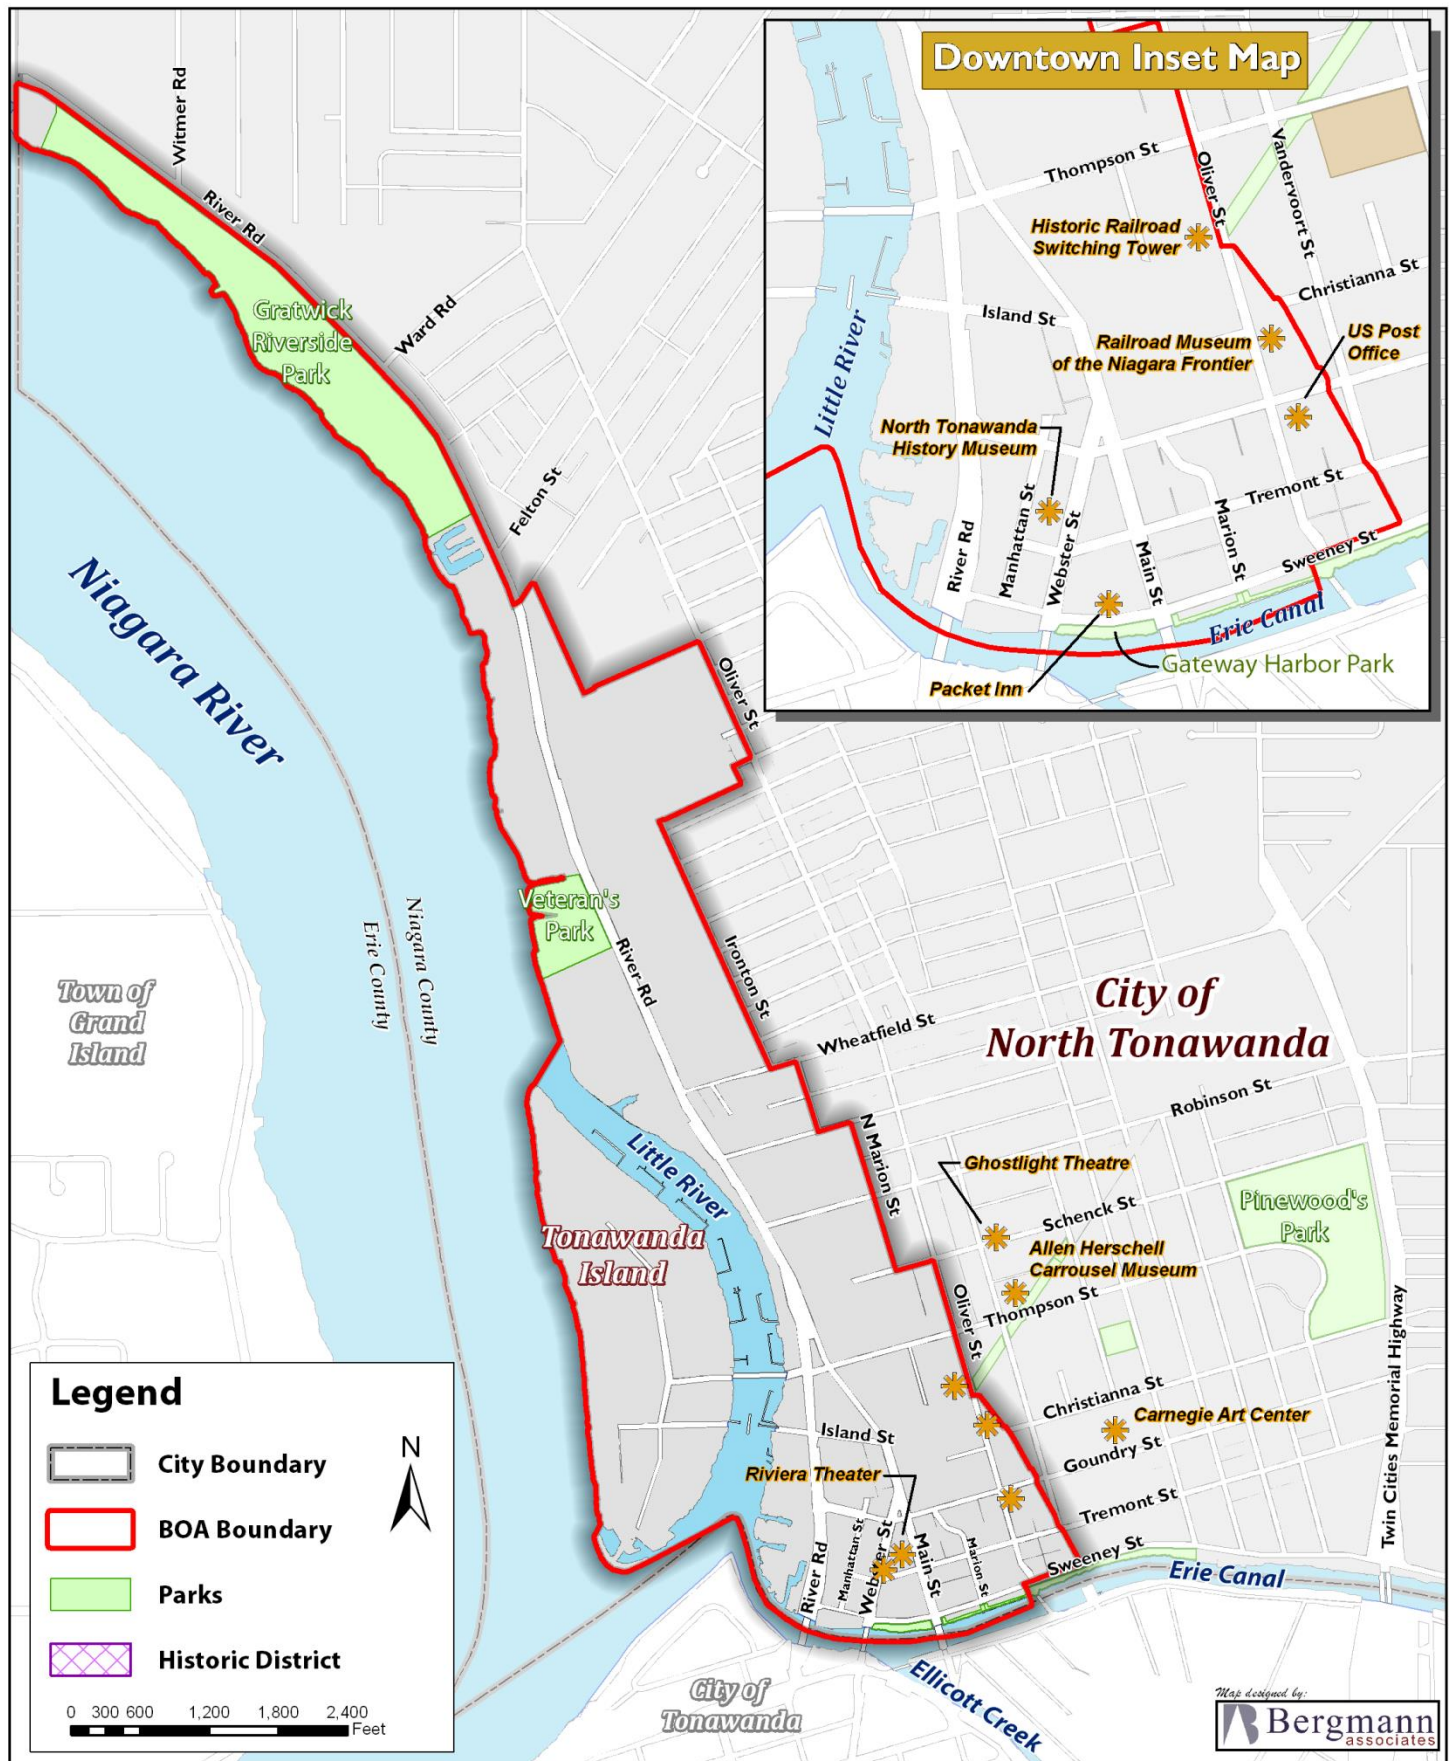 Downtown Inset Map
Thompson St
Oliver St
Vandervoort St
Historic Railroad
Switching Tower
Christianna St
Island St
Railroad Museum
of the Niagara Frontier
US Post
Office
Little River
North Tonawanda
History Museum
Tremont St
Manhattan St
Marion St
River Rd
Webster St
Main St
Sweeney St
Erie Canal
Gateway Harbor Park
Packet Inn
Witmer Rd
River Rd
Gratwick
Riverside
Park
Ward Rd
Felton St
Niagara River
Oliver St
Veteran's
Park
River Rd
Ironton St
Niagara County
Erie County
Town of
Grand
Island
City of
North Tonawanda
Wheatfield St
Robinson St
N Marion St
Little River
Ghostlight Theatre
Schenck St
Pinewood's
Park
Tonawanda
Island
Allen Herschell
Carrousel Museum
Oliver St
Thompson St
Twin Cities Memorial Highway
Christianna St
Carnegie Art Center
Island St
Goundry St
Riviera Theater
Tremont St
River Rd
Manhattan St
Webster St
Main St
Marion St
Sweeney St
Erie Canal
Ellicott Creek
City of
Tonawanda
Legend
City Boundary
N
BOA Boundary
Parks
Historic District
0 300 600 1,200 1,800 2,400
Feet
Map designed by:
Bergmann
associates